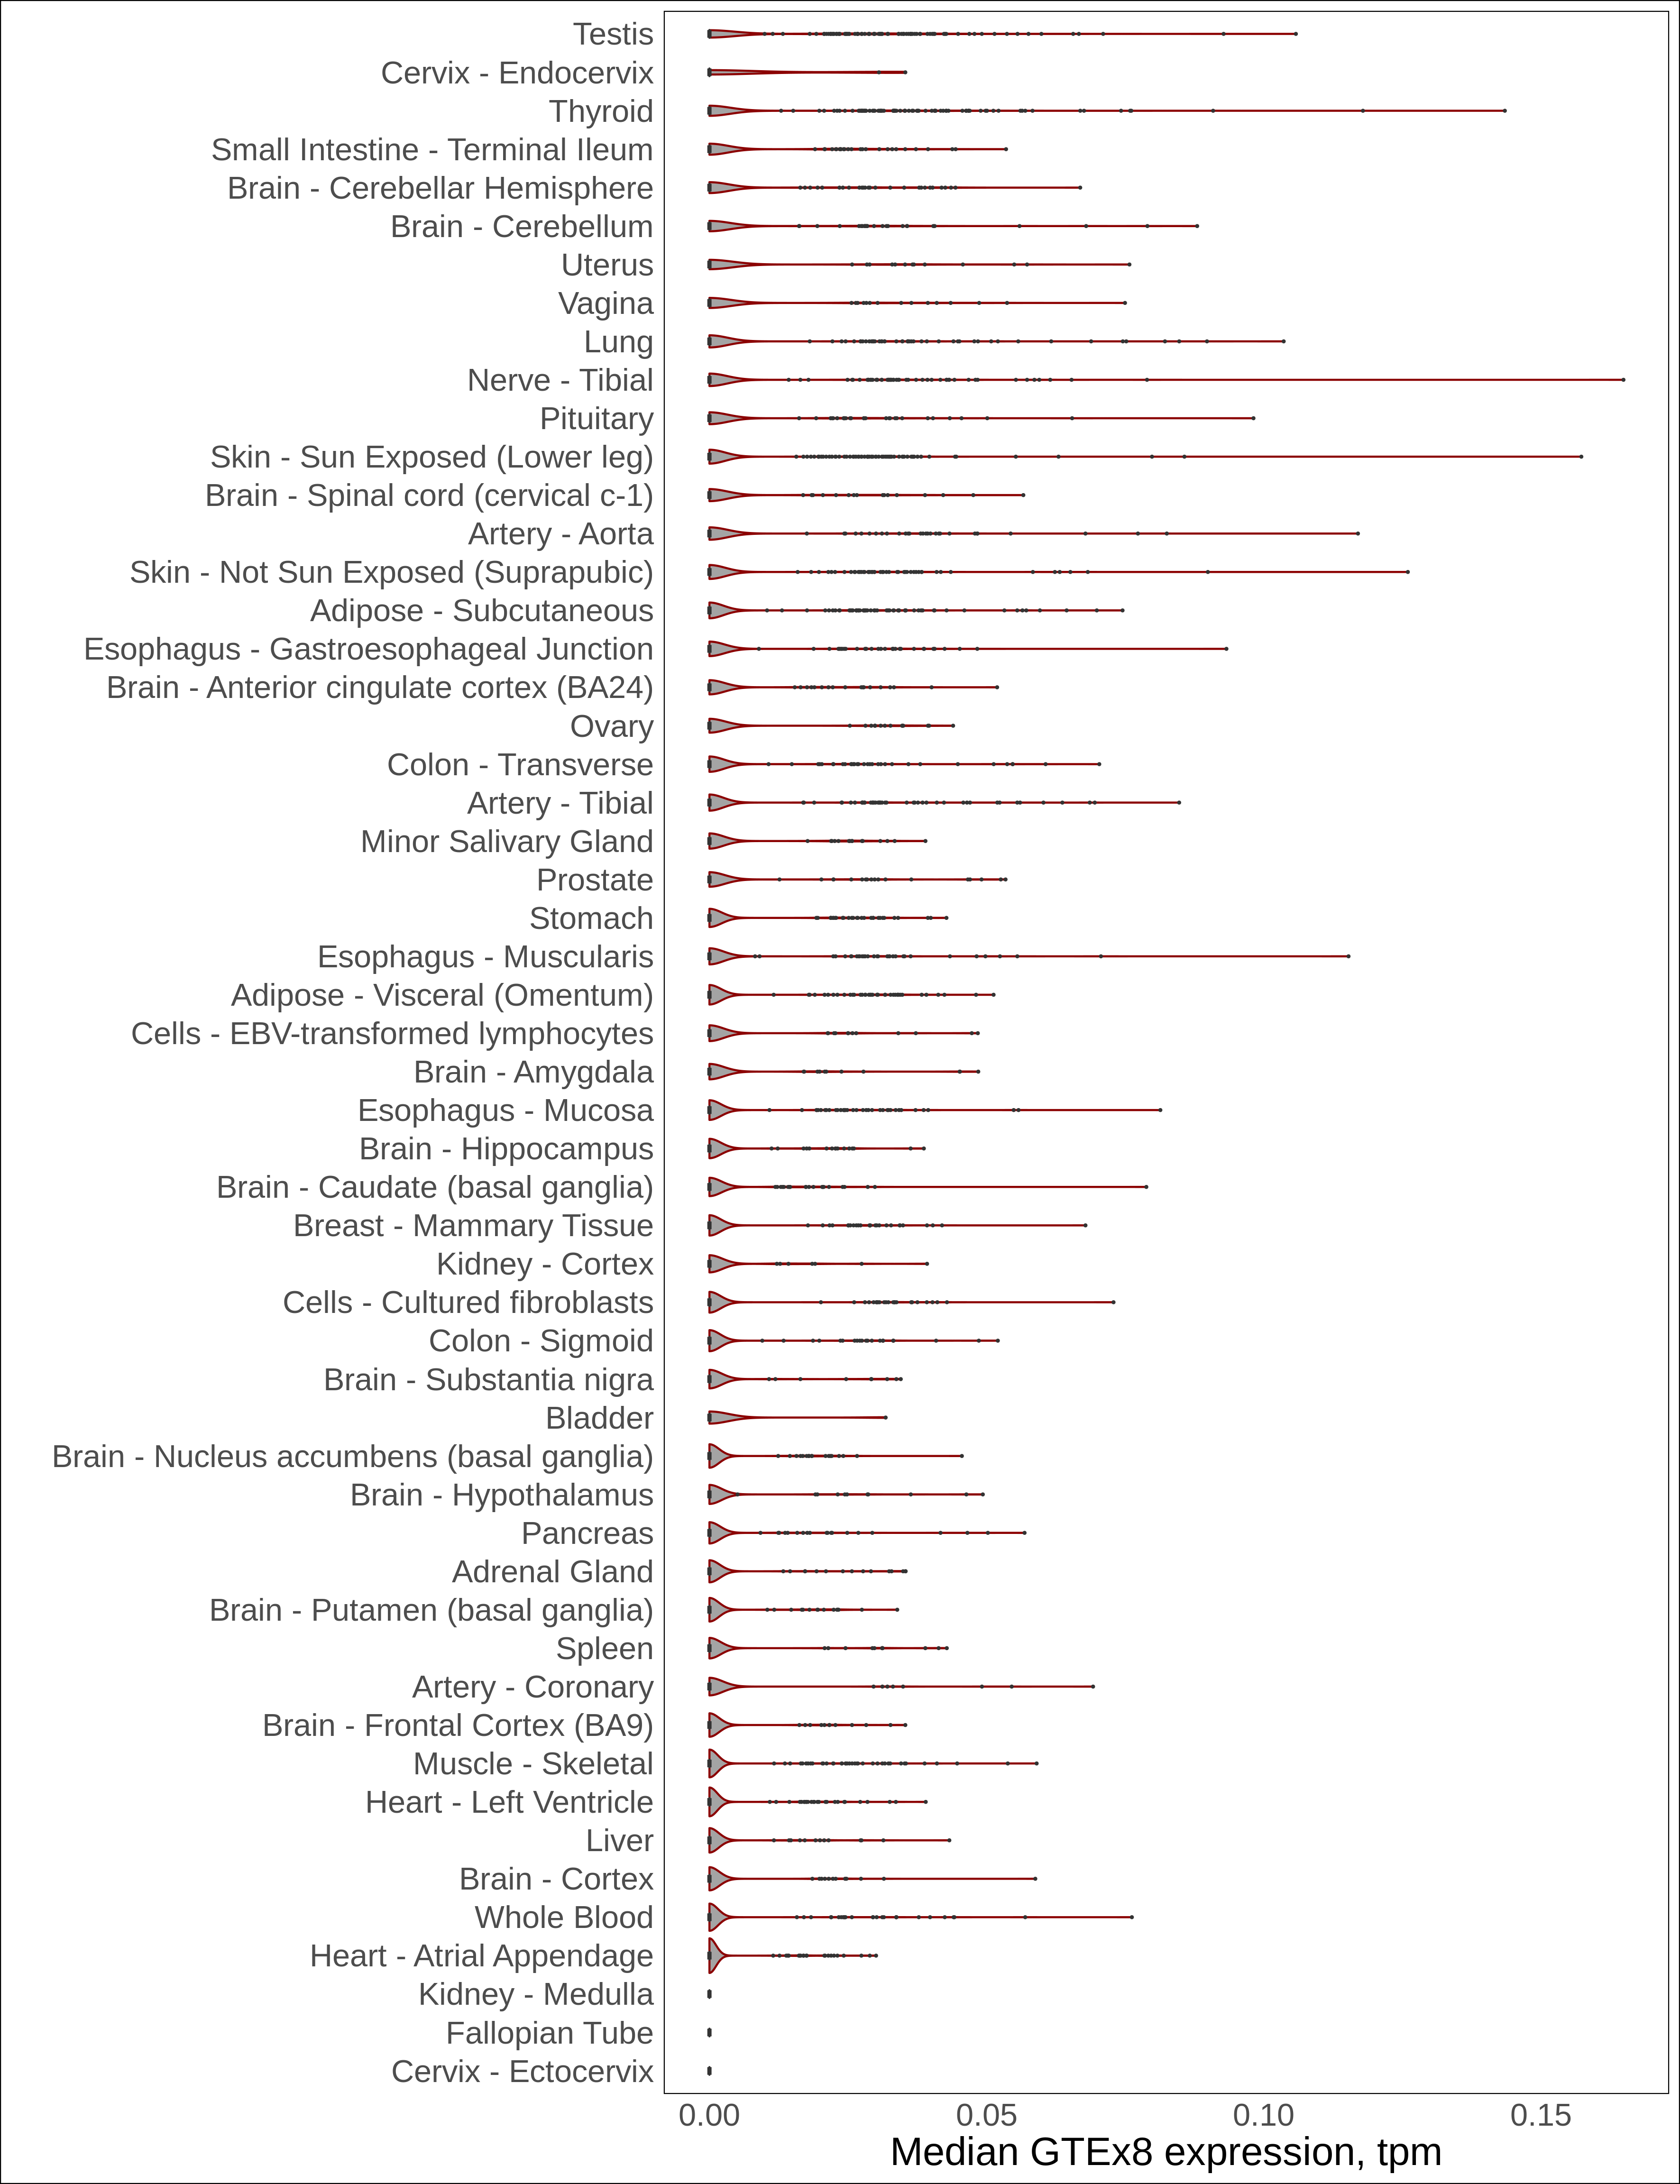 Testis
Cervix - Endocervix
Thyroid
Small Intestine - Terminal Ileum
Brain - Cerebellar Hemisphere
Brain - Cerebellum
Uterus
Vagina
Lung
Nerve - Tibial
Pituitary
Skin - Sun Exposed (Lower leg)
Brain - Spinal cord (cervical c-1)
Artery - Aorta
Skin - Not Sun Exposed (Suprapubic)
Adipose - Subcutaneous
Esophagus - Gastroesophageal Junction
Brain - Anterior cingulate cortex (BA24)
Ovary
Colon - Transverse
Artery - Tibial
Minor Salivary Gland
Prostate
Stomach
Esophagus - Muscularis
Adipose - Visceral (Omentum)
Cells - EBV-transformed lymphocytes
Brain - Amygdala
Esophagus - Mucosa
Brain - Hippocampus
Brain - Caudate (basal ganglia)
Breast - Mammary Tissue
Kidney - Cortex
Cells - Cultured fibroblasts
Colon - Sigmoid
Brain - Substantia nigra
Bladder
Brain - Nucleus accumbens (basal ganglia)
Brain - Hypothalamus
Pancreas
Adrenal Gland
Brain - Putamen (basal ganglia)
Spleen
Artery - Coronary
Brain - Frontal Cortex (BA9)
Muscle - Skeletal
Heart - Left Ventricle
Liver
Brain - Cortex
Whole Blood
Heart - Atrial Appendage
Kidney - Medulla
Fallopian Tube
Cervix - Ectocervix
0.00 0.05 0.10 0.15
Median GTEx8 expression, tpm